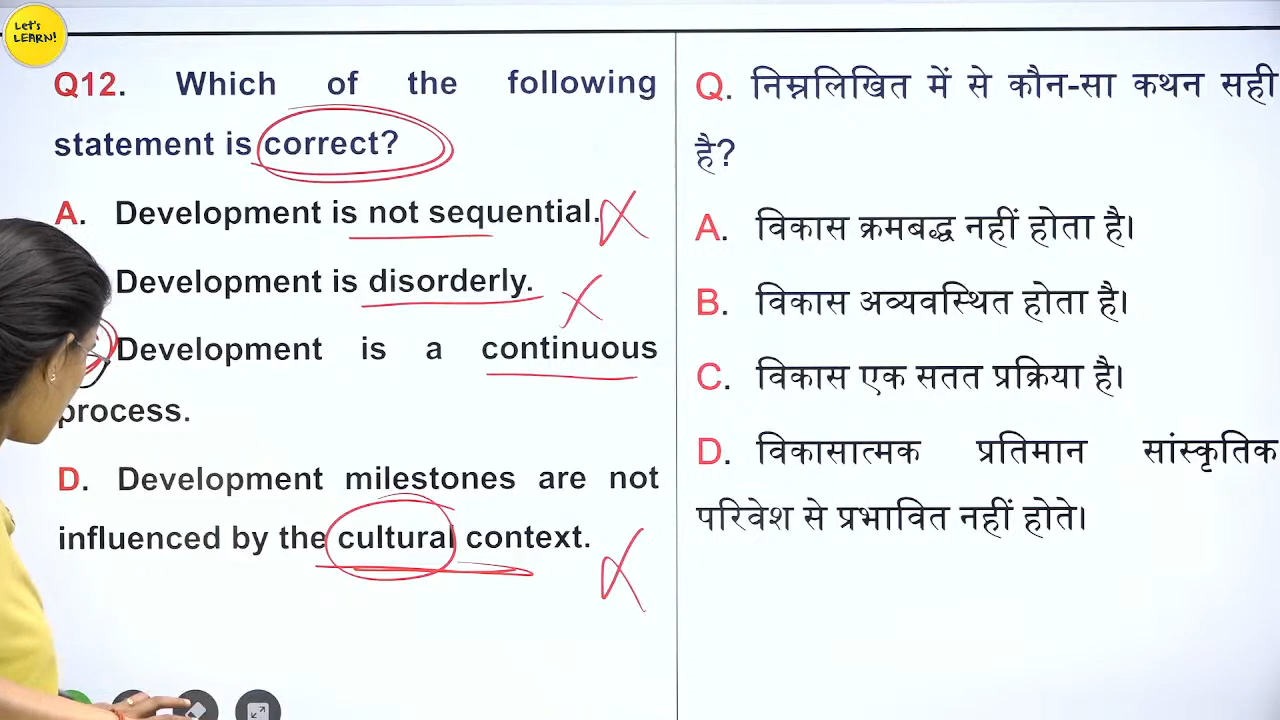 Let's
LEARN!
Q12. Which of the following
statement is correct?
A. Development is not sequential.
Development is disorderly.
Development is a continuous
process.
D. Development milestones are not
influenced by the cultural context.
Q. निम्नलिखित में से कौन-सा कथन सही
है?
A. विकास क्रमबद्ध नहीं होता है।
B. विकास अव्यवस्थित होता है।
C. विकास एक सतत प्रक्रिया है।
D. विकासात्मक प्रतिमान सांस्कृतिक
परिवेश से प्रभावित नहीं होते।